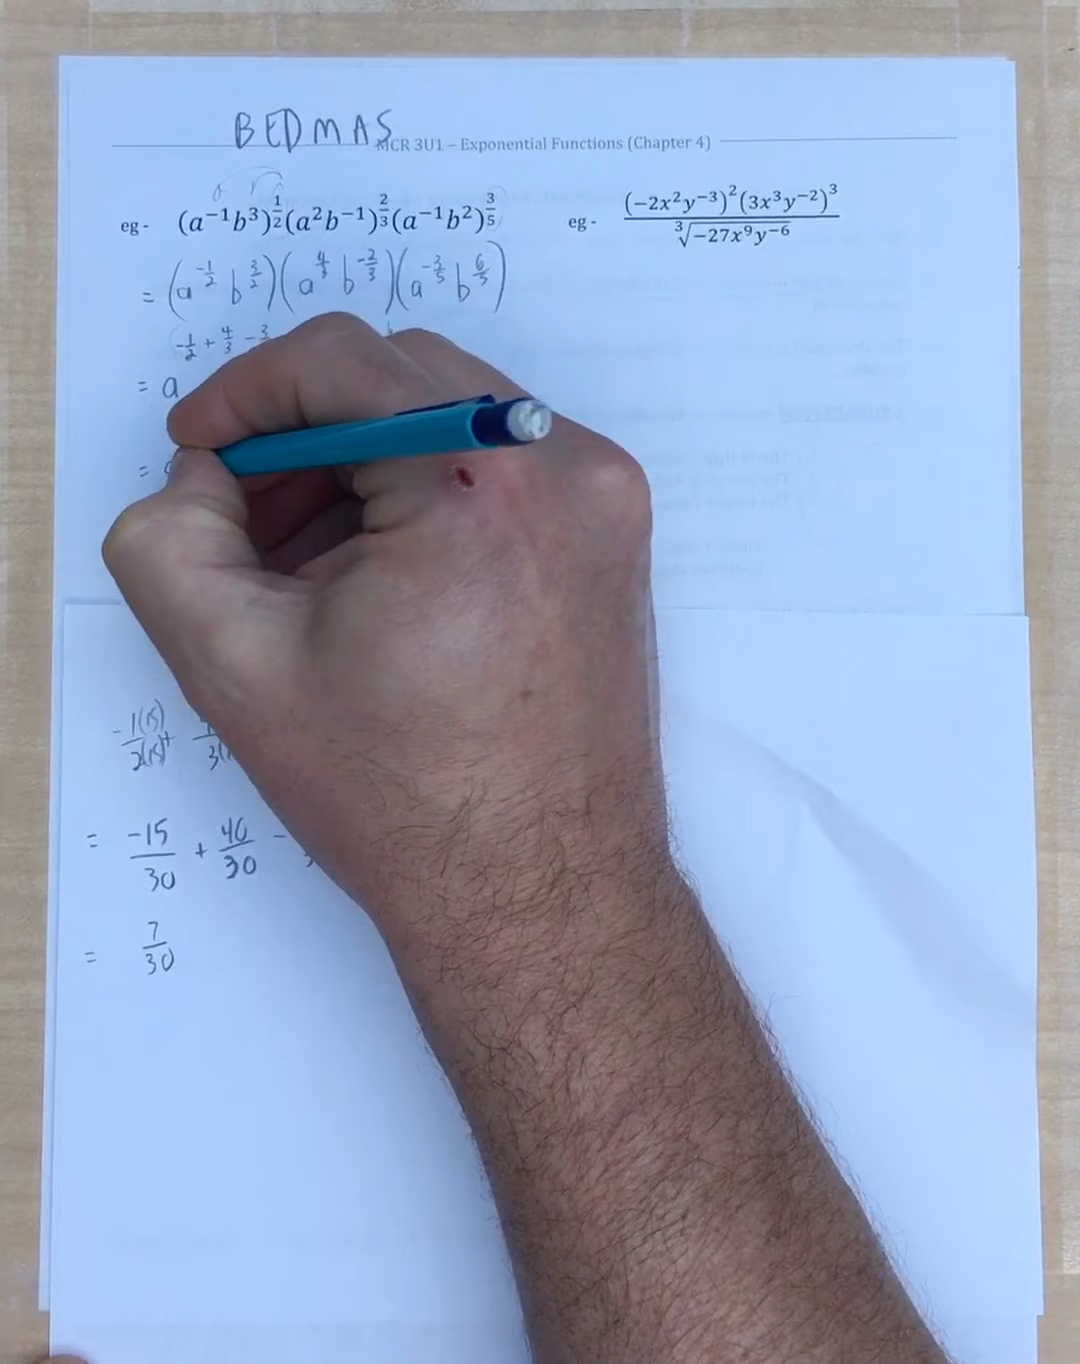 BEDMAS
MCR 3U1 – Exponential Functions (Chapter 4)
eg - (a⁻¹b³)^½(a²b⁻¹)^⅔(a⁻¹b²)^⅗
eg - (−2x²y⁻³)²(3x³y⁻²)³ / ∛(−27x⁹y⁻⁶)
= (a^(-1/2) b^(3/2))(a^(4/3) b^(-2/3))(a^(-3/5) b^(6/5))
= a^(-1/2 + 4/3 - 3
=
-1(15)/2(15) +
= -15/30 + 40/30 -
= 7/30